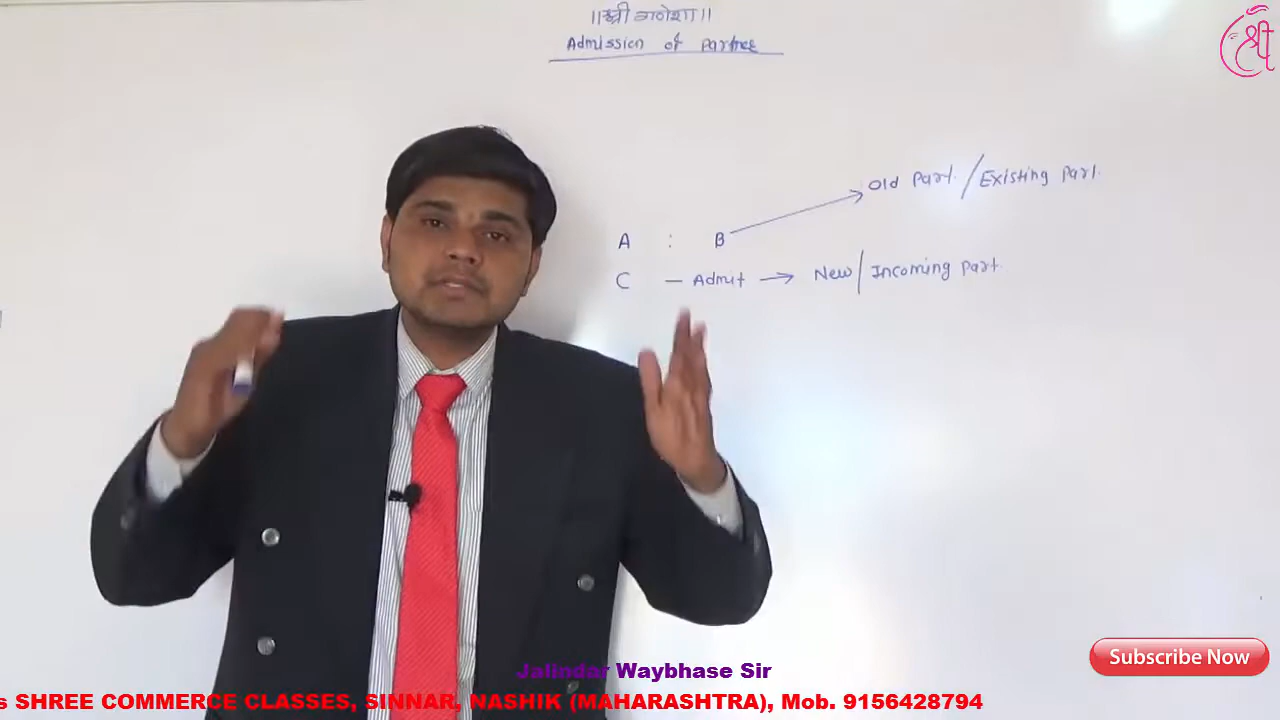 ॥श्री गणेशा॥
Admission of Partner
श्री
Old Part. / Existing Part.
A : B
C — Admit → New / Incoming Part.
Subscribe Now
Jalindar Waybhase Sir
s SHREE COMMERCE CLASSES, SINNAR, NASHIK (MAHARASHTRA), Mob. 9156428794